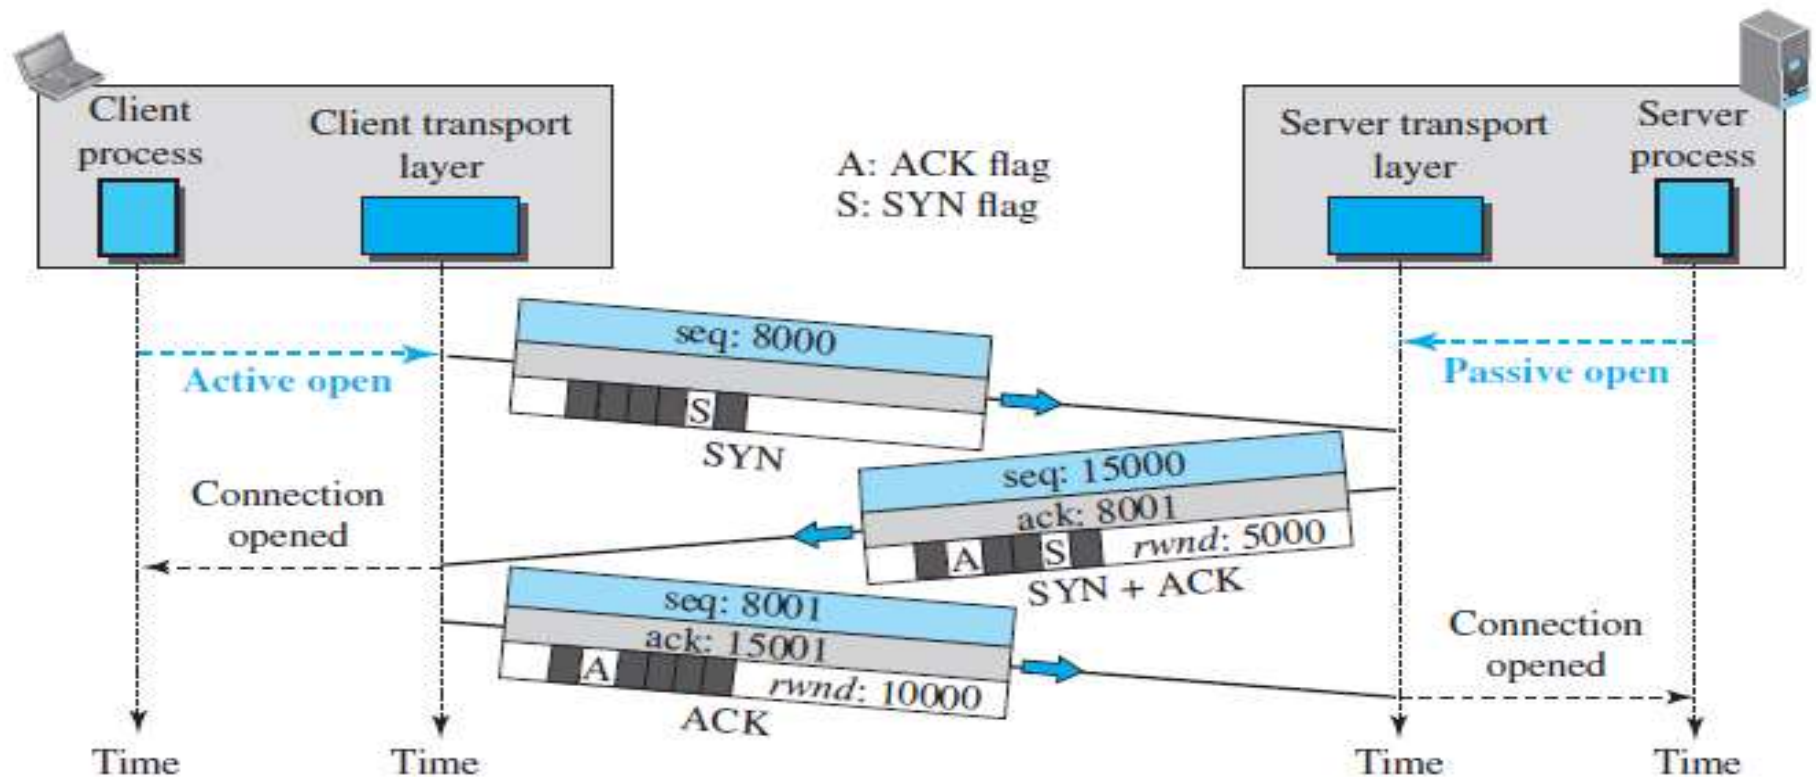 Client
process
Client transport
layer
A: ACK flag
S: SYN flag
Server transport
layer
Server
process
seq: 8000
S
SYN
Active open
Passive open
seq: 15000
ack: 8001
A S rwnd: 5000
SYN + ACK
Connection
opened
seq: 8001
ack: 15001
A rwnd: 10000
ACK
Connection
opened
Time
Time
Time
Time